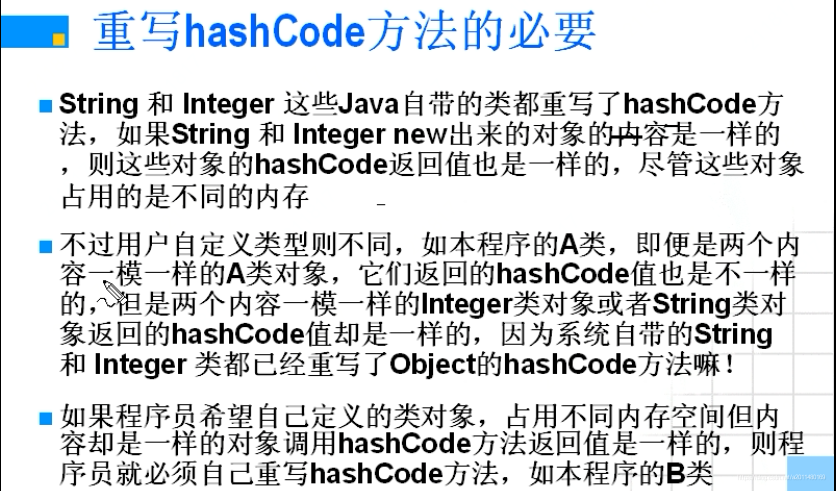 重写hashCode方法的必要
String 和 Integer 这些Java自带的类都重写了hashCode方
法，如果String 和 Integer new出来的对象的内容是一样的
，则这些对象的hashCode返回值也是一样的，尽管这些对象
占用的是不同的内存
不过用户自定义类型则不同，如本程序的A类，即便是两个内
容一模一样的A类对象，它们返回的hashCode值也是不一样
的，但是两个内容一模一样的Integer类对象或者String类对
象返回的hashCode值却是一样的，因为系统自带的String
和 Integer 类都已经重写了Object的hashCode方法嘛！
如果程序员希望自己定义的类对象，占用不同内存空间但内
容却是一样的对象调用hashCode方法返回值是一样的，则程
序员就必须自己重写hashCode方法，如本程序的B类